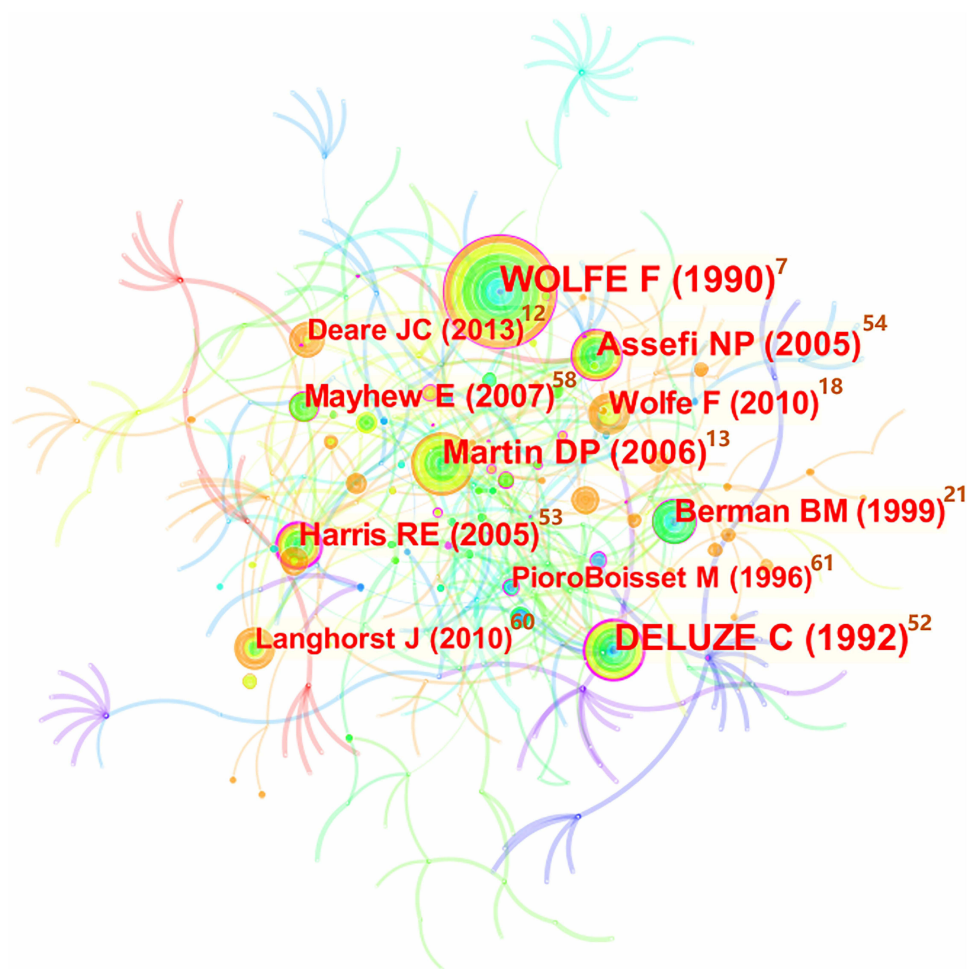 WOLFE F (1990)7
Deare JC (2013)12
Assefi NP (2005)54
Mayhew E (2007)58
Wolfe F (2010)18
Martin DP (2006)13
Berman BM (1999)21
Harris RE (2005)53
PioroBoisset M (1996)61
Langhorst J (2010)60
DELUZE C (1992)52